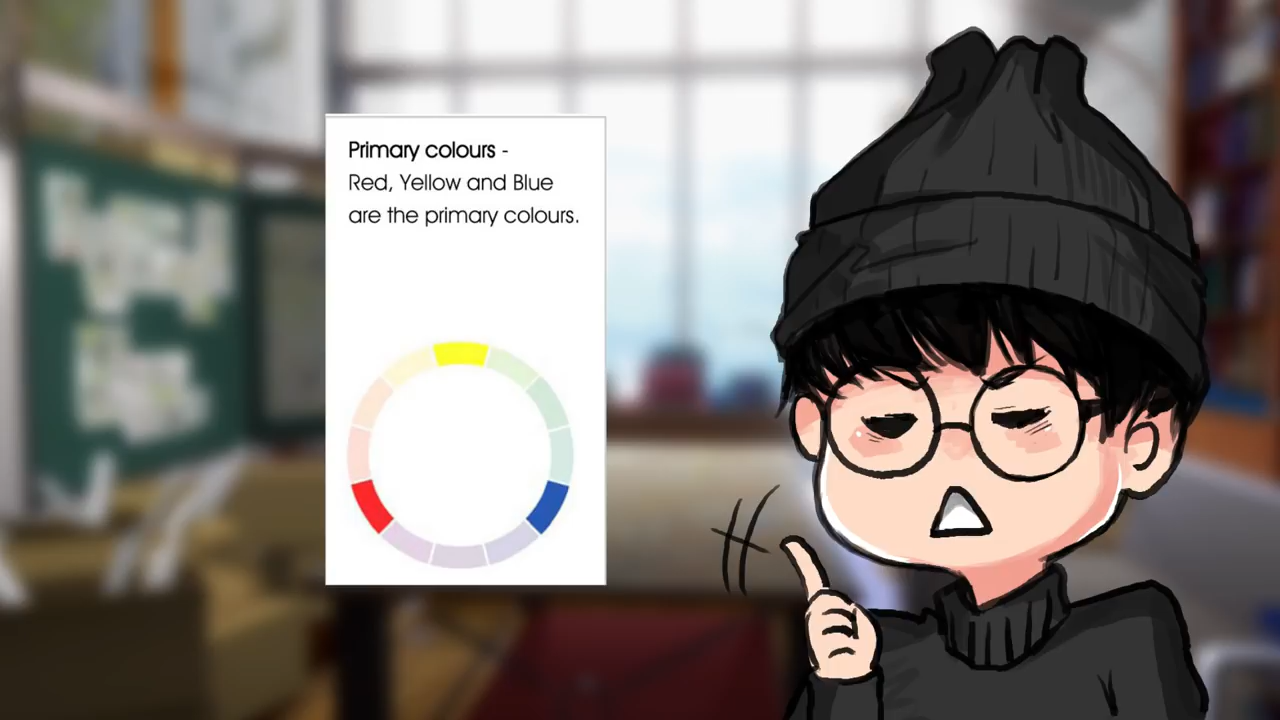 Primary colours -
Red, Yellow and Blue
are the primary colours.